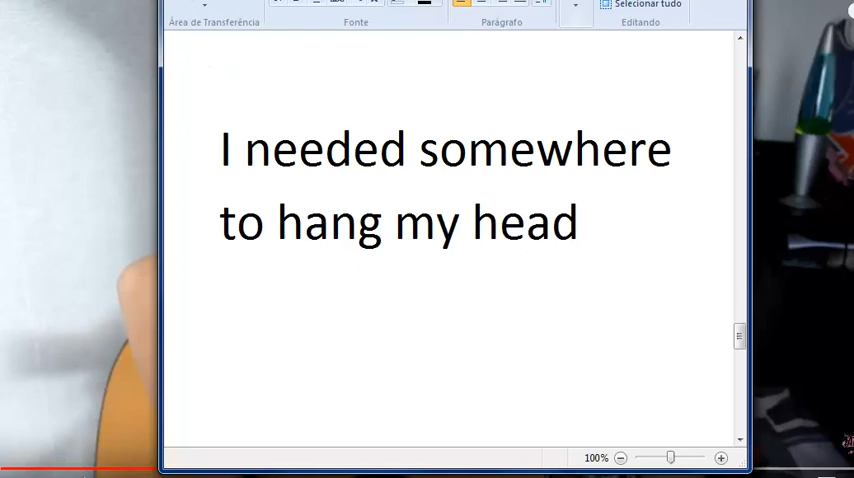 Área de Transferência
Fonte
Parágrafo
Selecionar tudo
Editando
I needed somewhere
to hang my head
100%